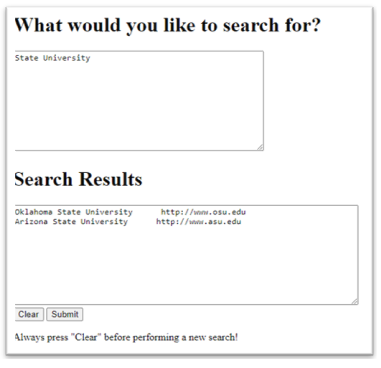 What would you like to search for?
State University
Search Results
Oklahoma State University http://www.osu.edu
Arizona State University http://www.asu.edu
Clear Submit
Always press "Clear" before performing a new search!